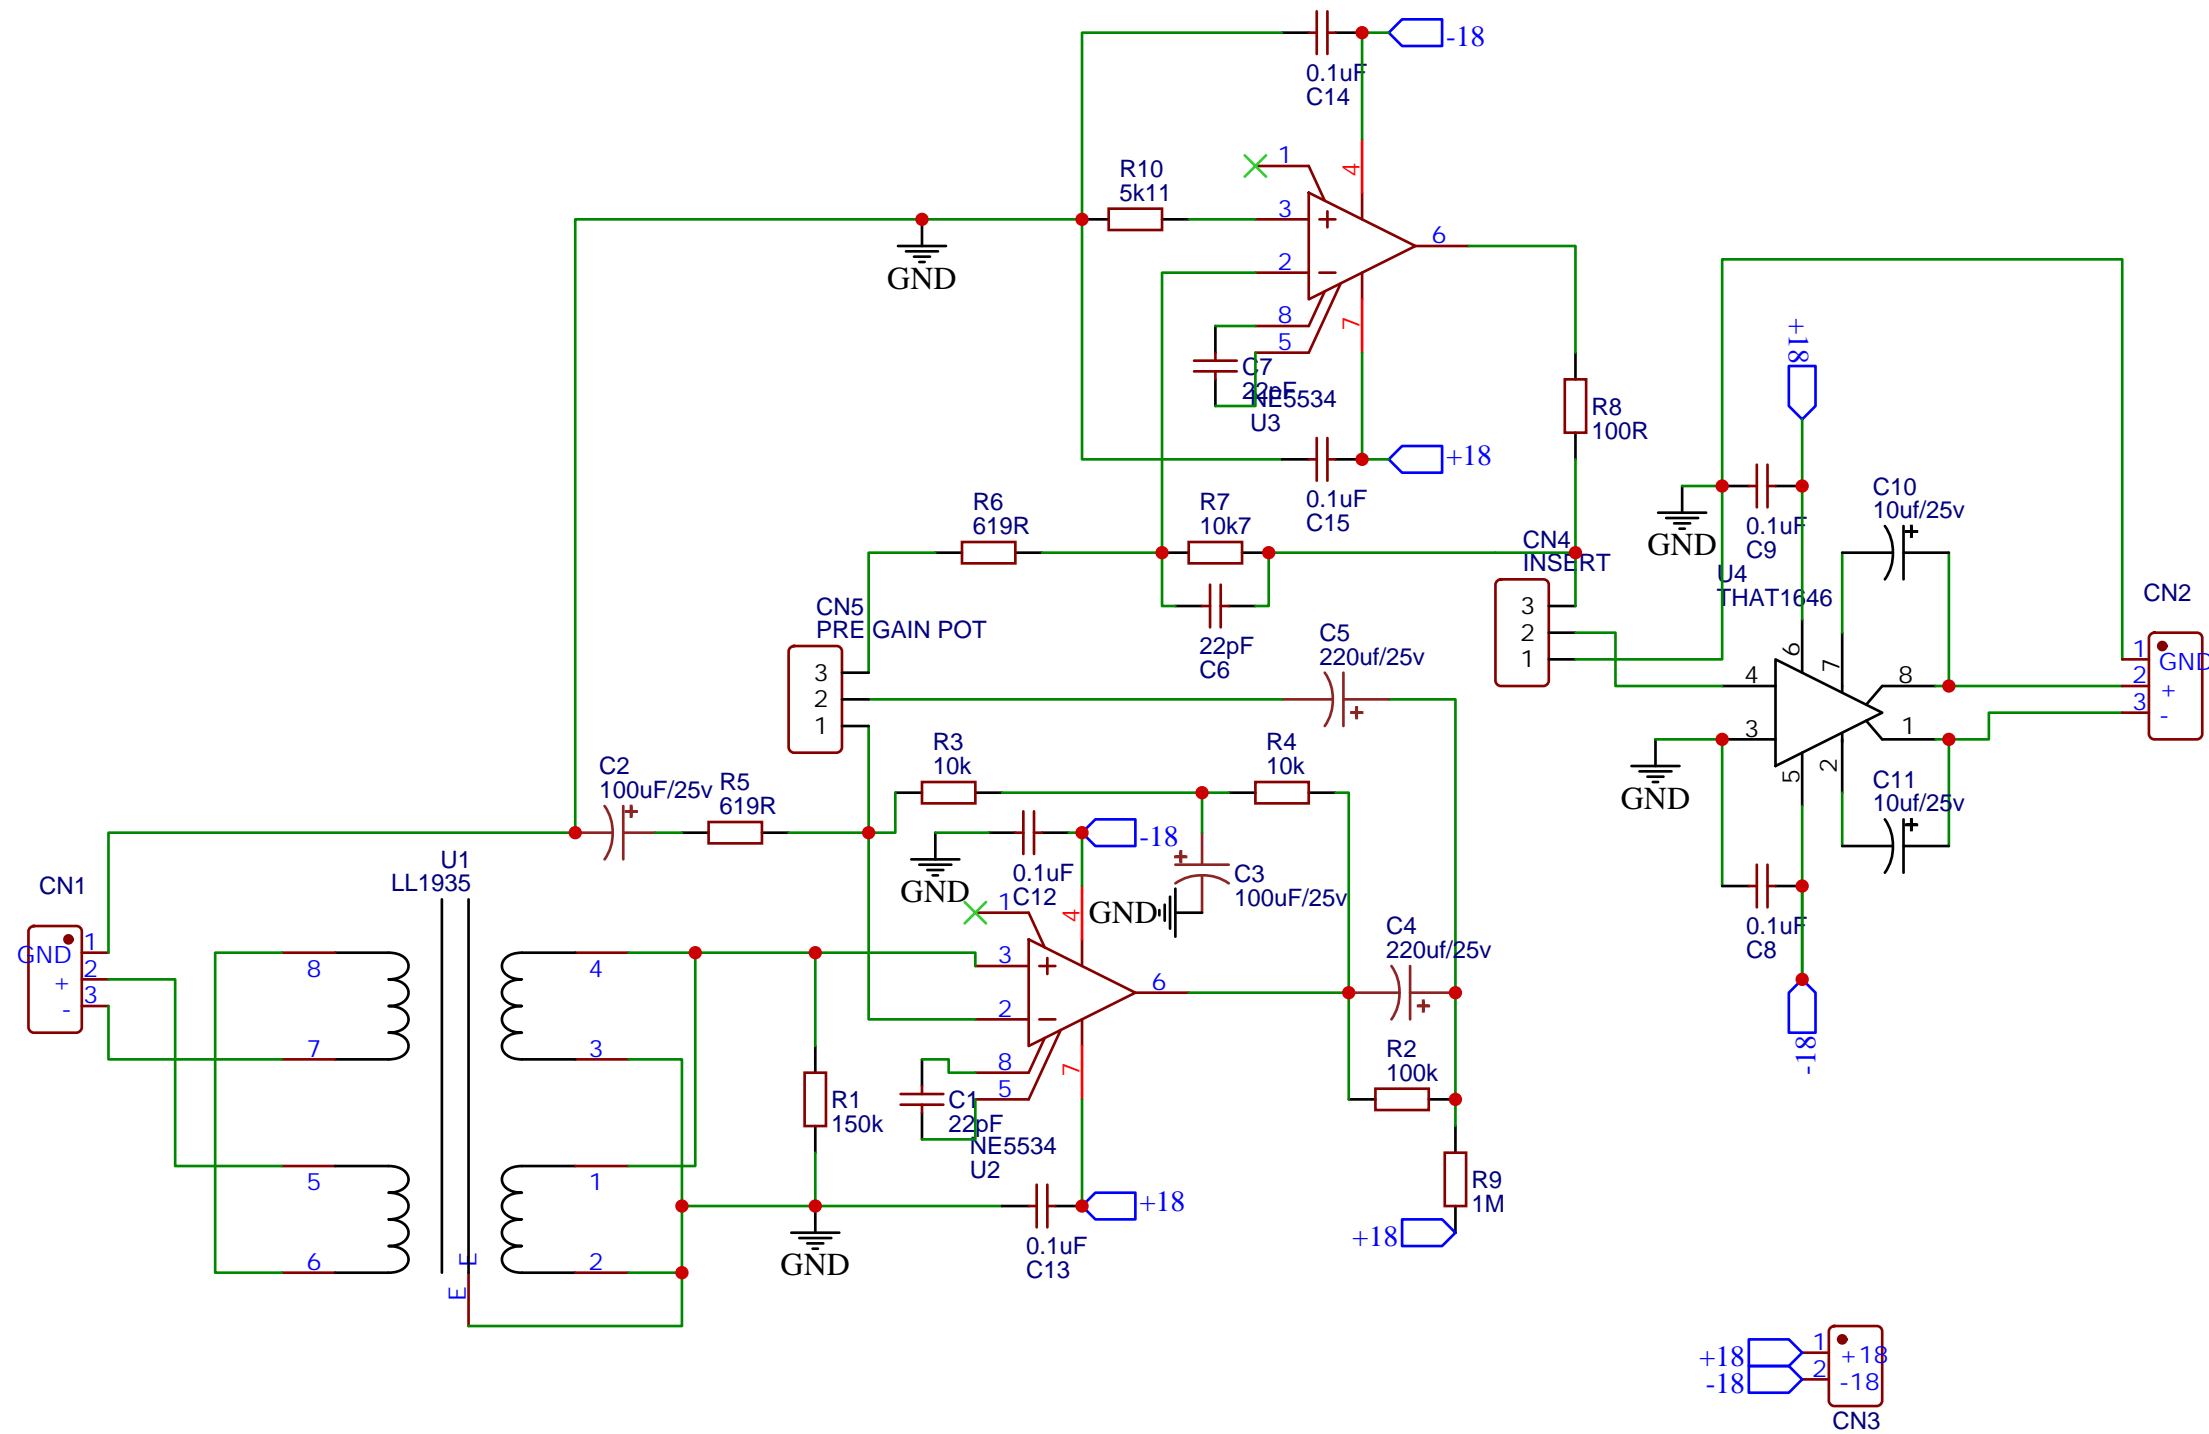 -18
0.1uF
C14
R10
5k11
1
4
3
2
6
8
5
7
GND
C7
22pF
NE5534
U3
+18
0.1uF
C15
R8
100R
R6
619R
R7
10k7
22pF
C6
CN4
INSERT
3
2
1
CN5
PRE GAIN POT
3
2
1
C5
220uf/25v
+18
C10
10uf/25v
GND
0.1uF
C9
U4
THAT1646
6
7
4
8
3
1
5
2
GND
C11
10uf/25v
0.1uF
C8
-18
CN2
1
GND
2
+
3
-
C2
100uF/25v
R5
619R
R3
10k
R4
10k
-18
GND
0.1uF
C12
GND
C3
100uF/25v
1
4
3
2
6
8
5
7
C4
220uf/25v
R2
100k
C1
22pF
NE5534
U2
R9
1M
+18
+18
0.1uF
C13
R1
150k
GND
U1
LL1935
8
7
5
6
4
3
1
2
E
E
CN1
GND
1
2
+
3
-
+18
-18
1
+18
2
-18
CN3